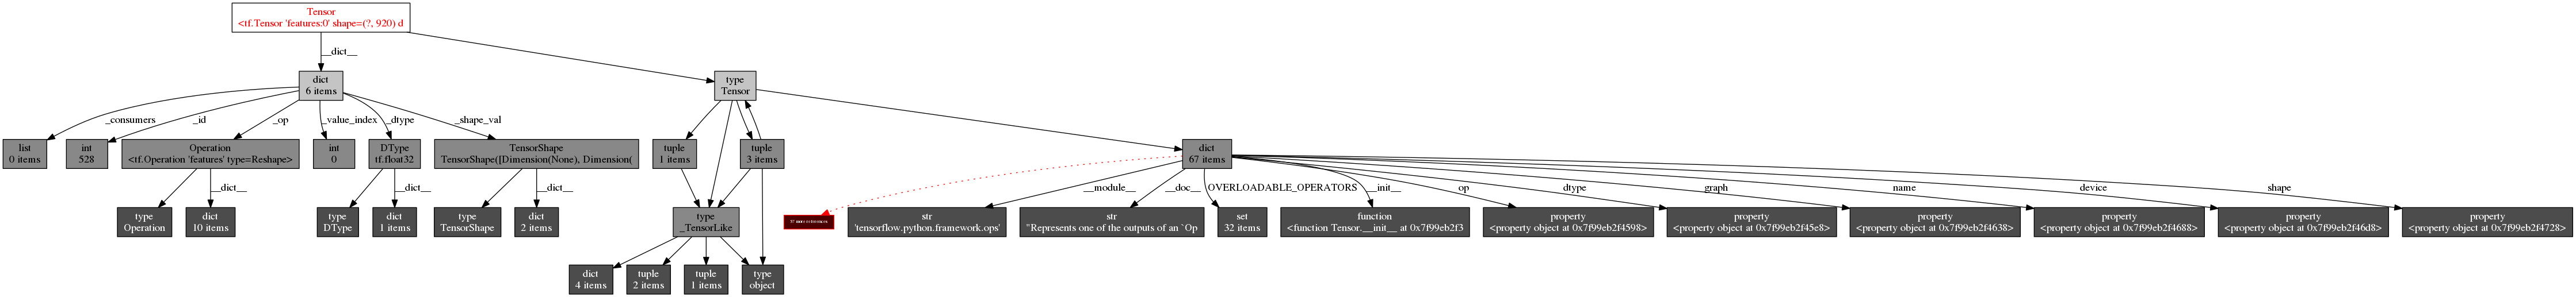 Tensor
<tf.Tensor 'features:0' shape=(?, 920) d
__dict__
dict
6 items
type
Tensor
_consumers
_id
_op
_value_index
_dtype
_shape_val
list
0 items
int
528
Operation
<tf.Operation 'features' type=Reshape>
int
0
DType
tf.float32
TensorShape
TensorShape([Dimension(None), Dimension(
tuple
1 items
tuple
3 items
dict
67 items
__dict__
__dict__
__dict__
__module__
__doc__
OVERLOADABLE_OPERATORS
__init__
op
dtype
graph
name
device
shape
type
Operation
dict
10 items
type
DType
dict
1 items
type
TensorShape
dict
2 items
type
_TensorLike
57 more references
str
'tensorflow.python.framework.ops'
str
"Represents one of the outputs of an `Op
set
32 items
function
<function Tensor.__init__ at 0x7f99eb2f3
property
<property object at 0x7f99eb2f4598>
property
<property object at 0x7f99eb2f45e8>
property
<property object at 0x7f99eb2f4638>
property
<property object at 0x7f99eb2f4688>
property
<property object at 0x7f99eb2f46d8>
property
<property object at 0x7f99eb2f4728>
dict
4 items
tuple
2 items
tuple
1 items
type
object